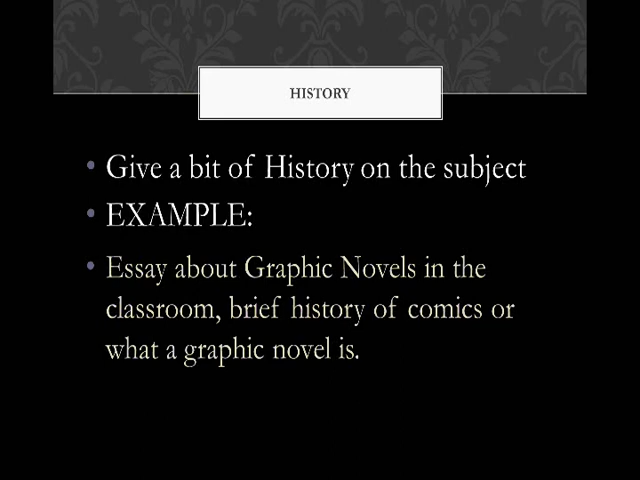 HISTORY
• Give a bit of History on the subject
• EXAMPLE:
• Essay about Graphic Novels in the
classroom, brief history of comics or
what a graphic novel is.